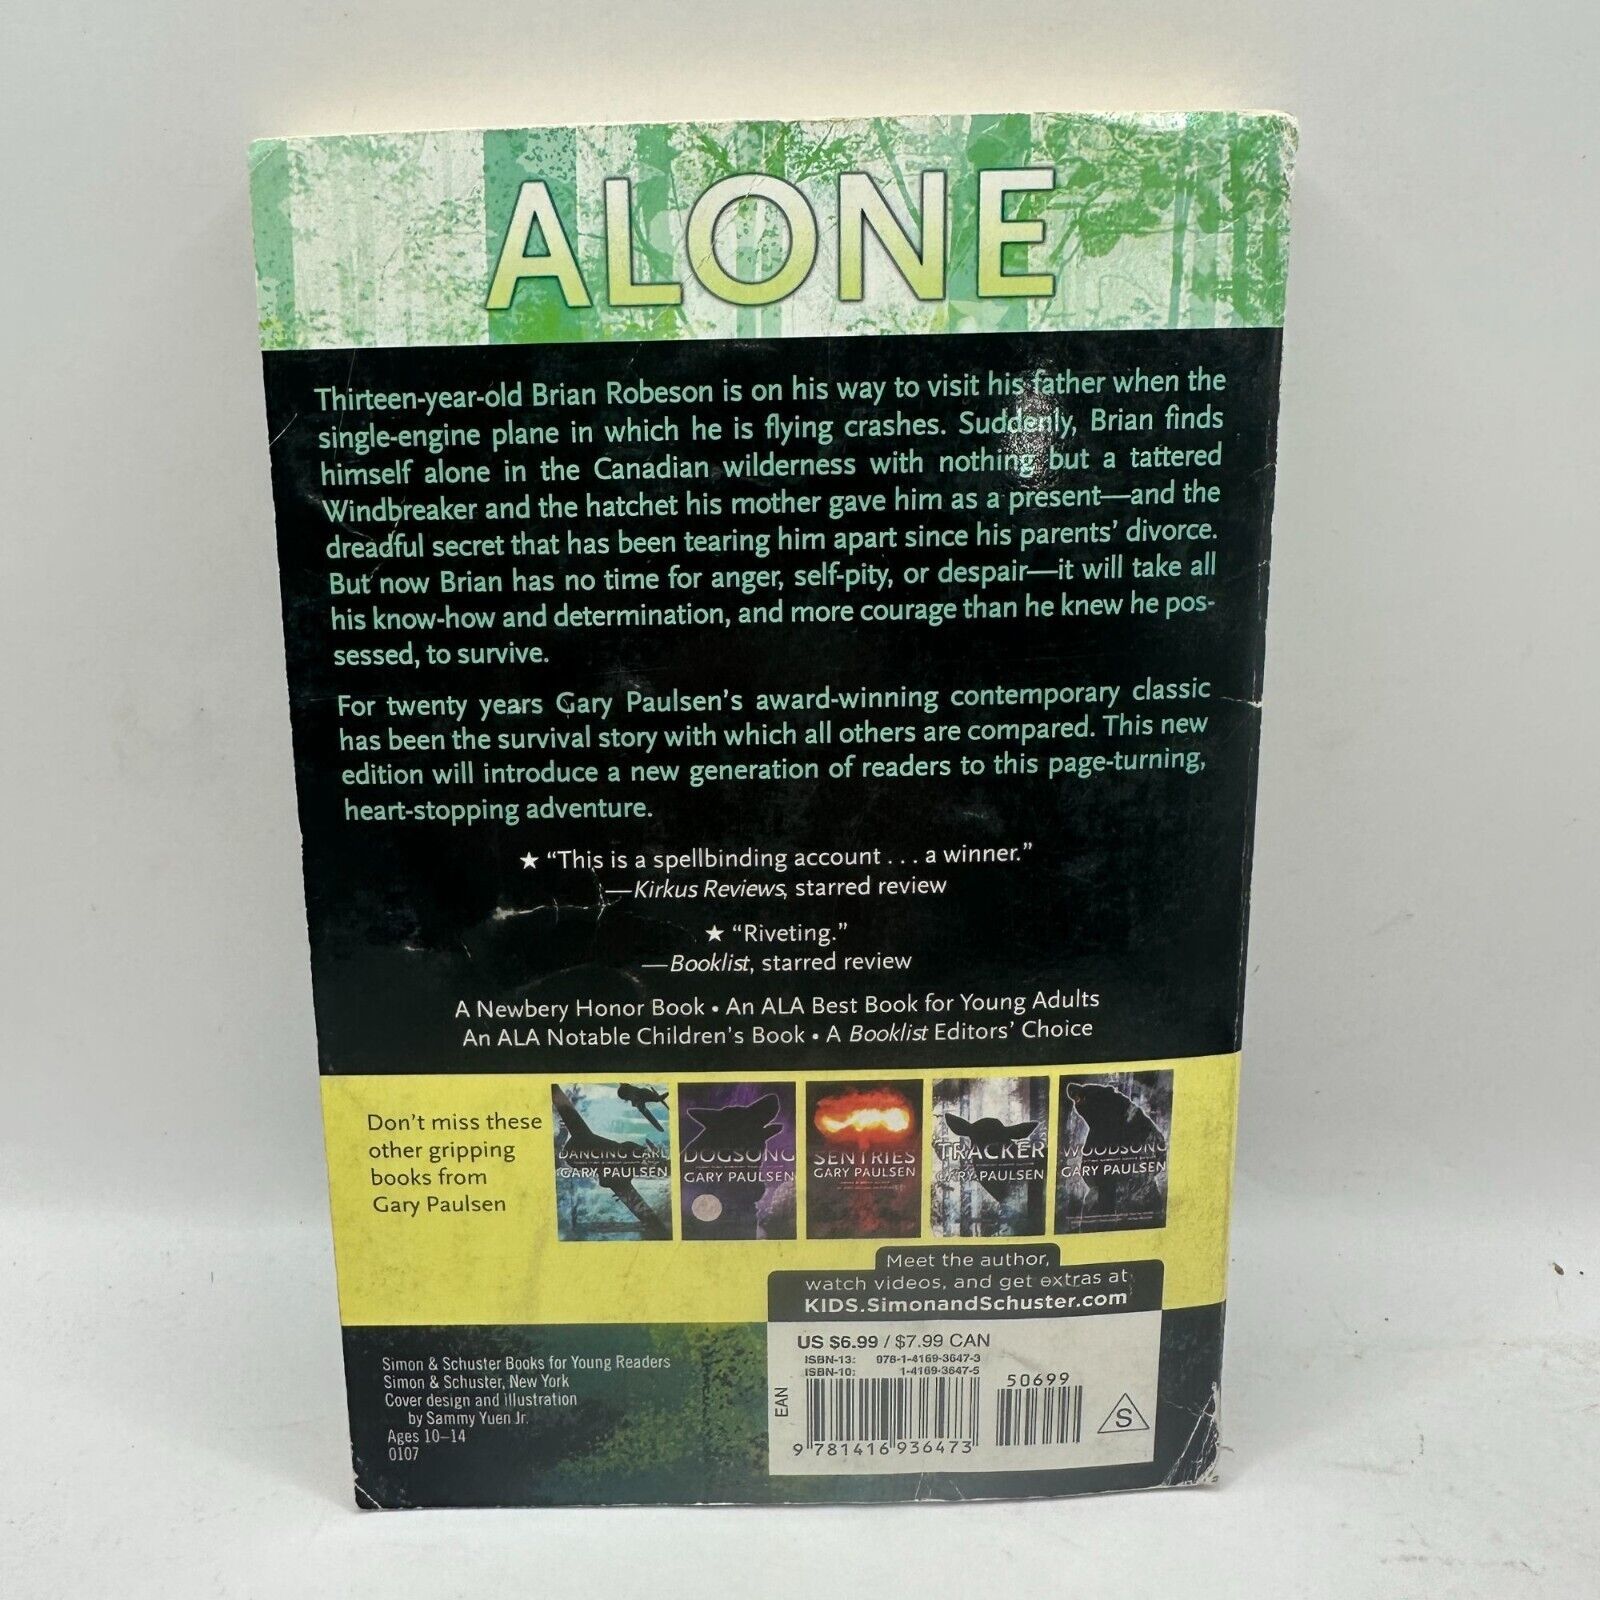 ALONE
Thirteen-year-old Brian Robeson is on his way to visit his father when the
single-engine plane in which he is flying crashes. Suddenly, Brian finds
himself alone in the Canadian wilderness with nothing but a tattered
Windbreaker and the hatchet his mother gave him as a present—and the
dreadful secret that has been tearing him apart since his parents' divorce.
But now Brian has no time for anger, self-pity, or despair—it will take all
his know-how and determination, and more courage than he knew he pos-
sessed, to survive.
For twenty years Gary Paulsen's award-winning contemporary classic
has been the survival story with which all others are compared. This new
edition will introduce a new generation of readers to this page-turning,
heart-stopping adventure.
★ "This is a spellbinding account . . . a winner."
—Kirkus Reviews, starred review
★ "Riveting."
—Booklist, starred review
A Newbery Honor Book • An ALA Best Book for Young Adults
An ALA Notable Children's Book • A Booklist Editors' Choice
Don't miss these
other gripping
books from
Gary Paulsen
DANCING CARL
GARY PAULSEN
DOGSONG
GARY PAULSEN
SENTRIES
GARY PAULSEN
TRACKER
GARY PAULSEN
WOODSONG
GARY PAULSEN
Meet the author,
watch videos, and get extras at
KIDS.SimonandSchuster.com
Simon & Schuster Books for Young Readers
Simon & Schuster, New York
Cover design and illustration
by Sammy Yuen Jr.
Ages 10–14
0107
US $6.99 / $7.99 CAN
ISBN-13: 978-1-4169-3647-3
ISBN-10: 1-4169-3647-5
50699
EAN
9 781416 936473
S